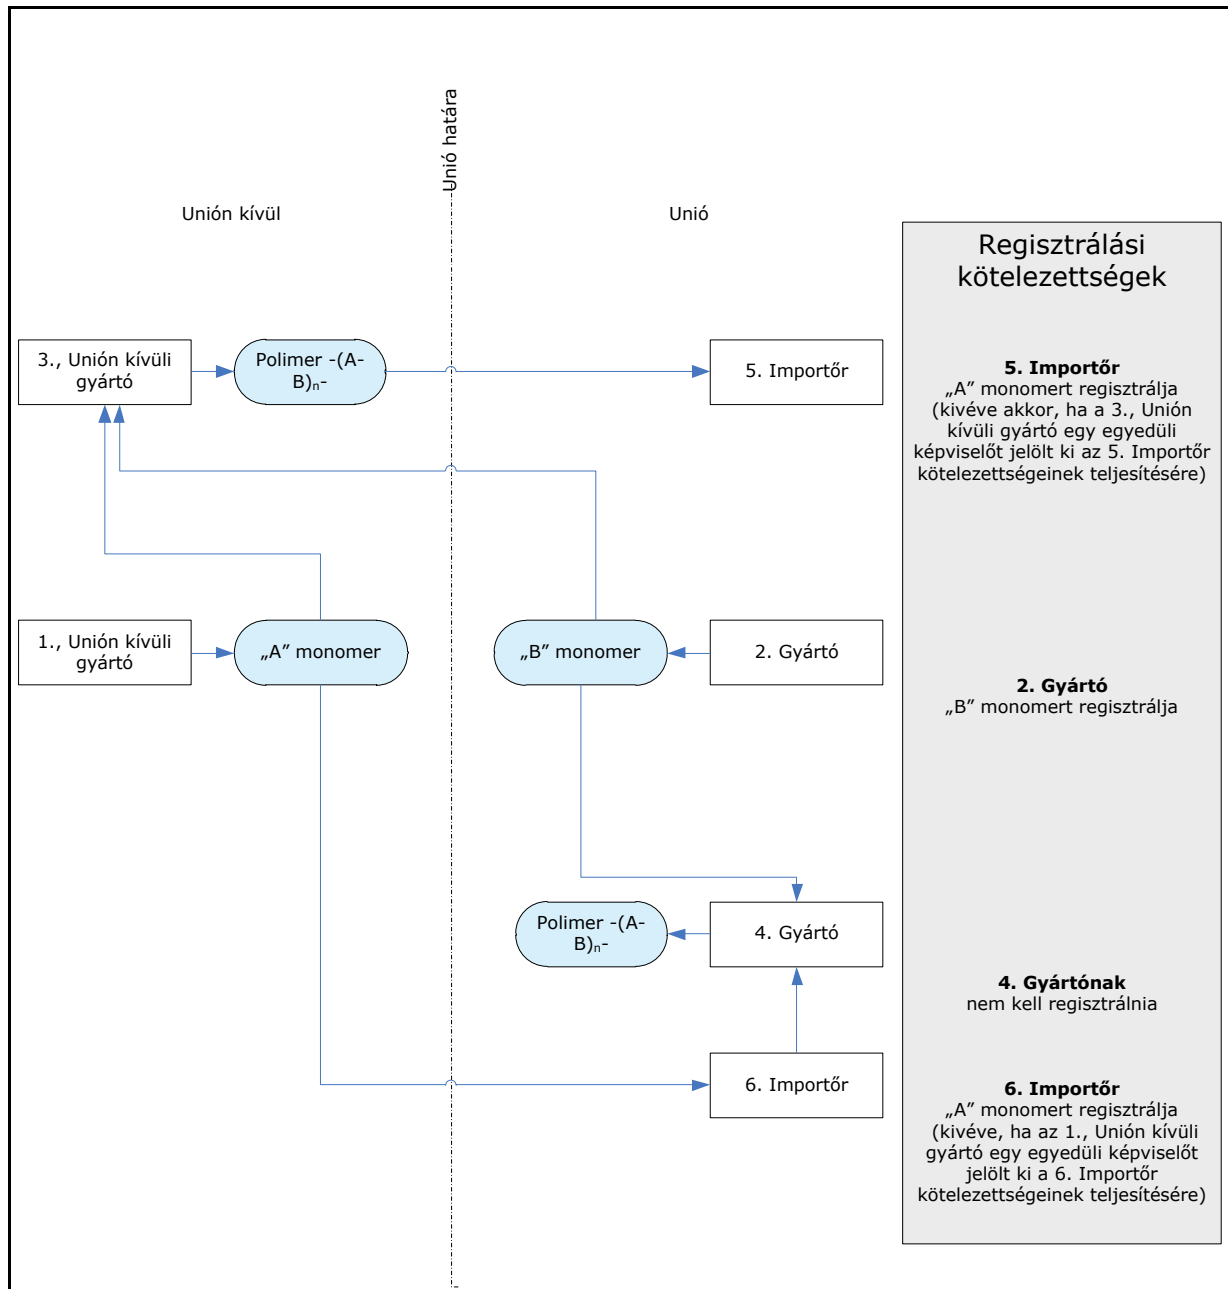 Unió határa
Unión kívül
Unió
Regisztrálási
kötelezettségek
3., Unión kívüli
gyártó
Polimer -(A-
B)n-
5. Importőr
5. Importőr
„A” monomert regisztrálja
(kivéve akkor, ha a 3., Unión
kívüli gyártó egy egyedüli
képviselőt jelölt ki az 5. Importőr
kötelezettségeinek teljesítésére)
1., Unión kívüli
gyártó
„A” monomer
„B” monomer
2. Gyártó
2. Gyártó
„B” monomert regisztrálja
Polimer -(A-
B)n-
4. Gyártó
4. Gyártónak
nem kell regisztrálnia
6. Importőr
6. Importőr
„A” monomert regisztrálja
(kivéve, ha az 1., Unión kívüli
gyártó egy egyedüli képviselőt
jelölt ki a 6. Importőr
kötelezettségeinek teljesítésére)